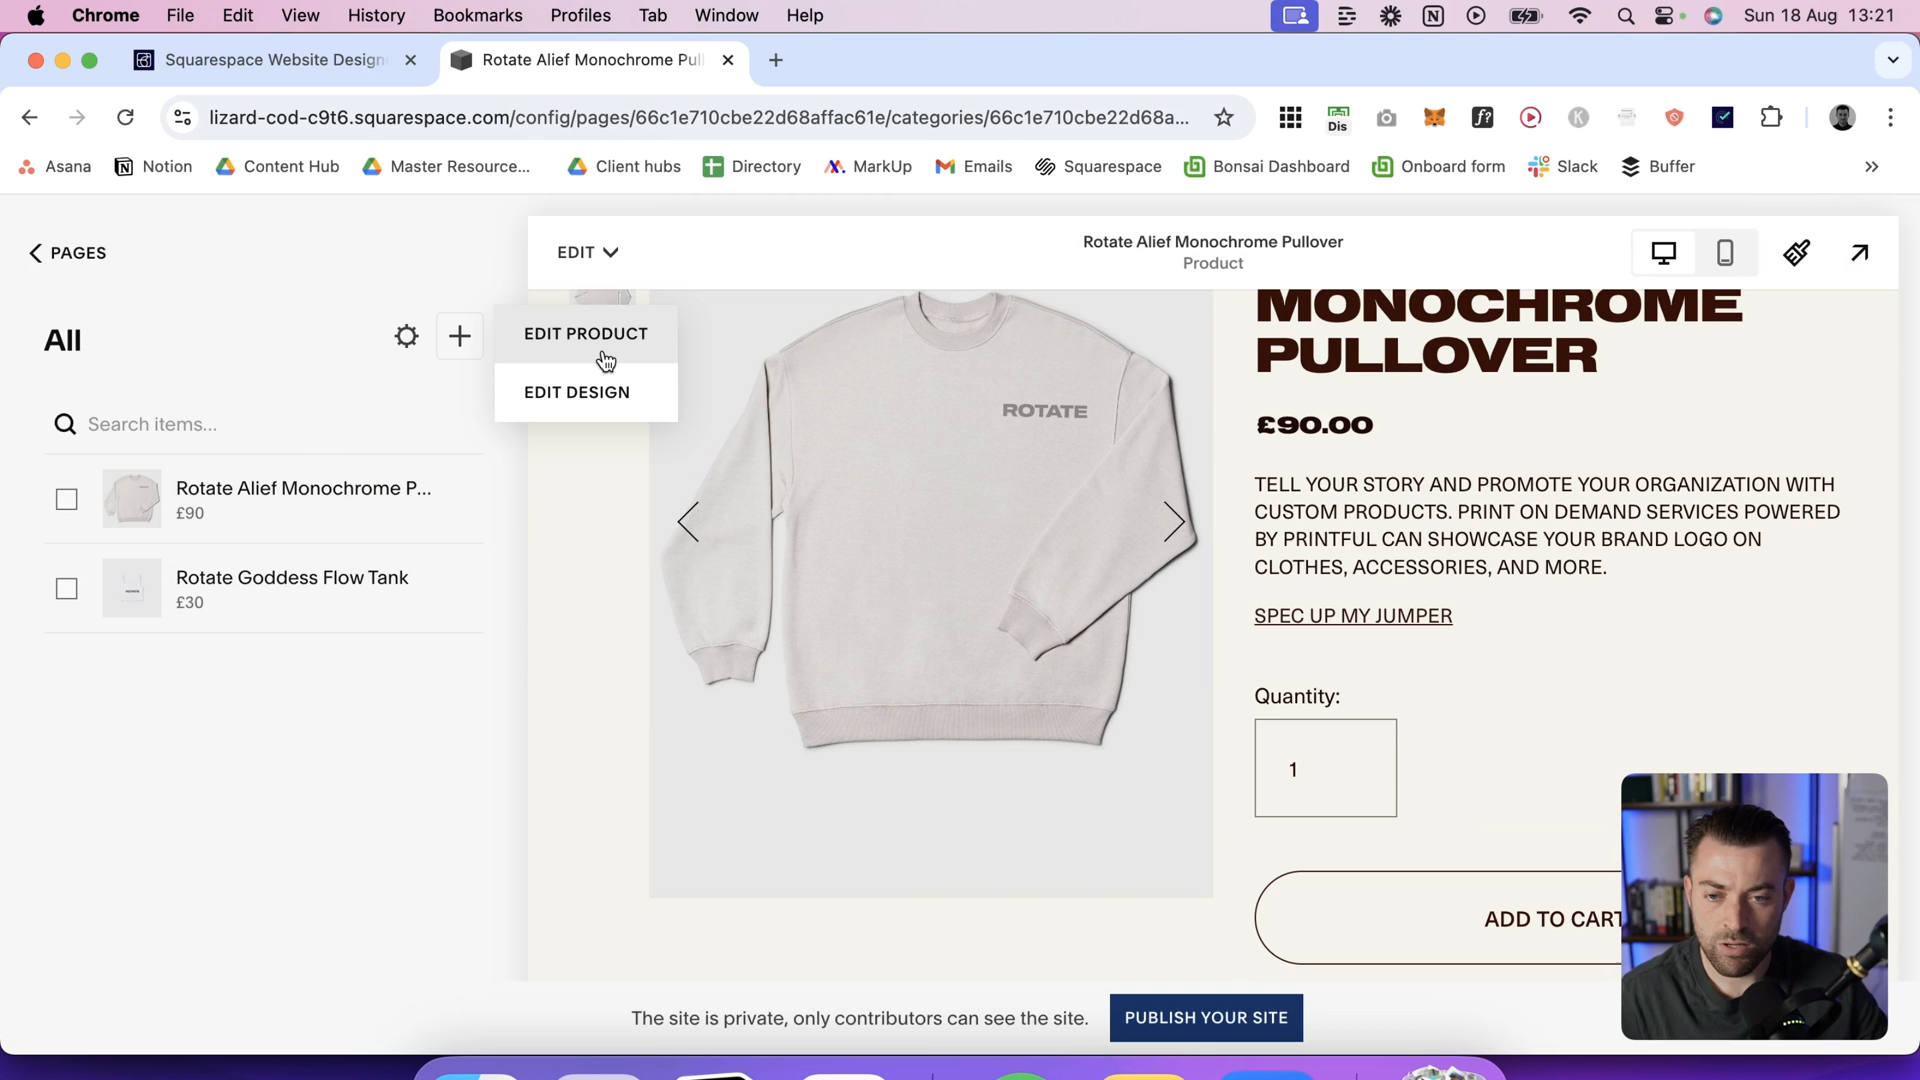 Chrome File Edit View History Bookmarks Profiles Tab Window Help Sun 18 Aug 13:21
Squarespace Website Design
Rotate Alief Monochrome Pul
lizard-cod-c9t6.squarespace.com/config/pages/66c1e710cbe22d68affac61e/categories/66c1e710cbe22d68a...
Dis
f?
K
Asana Notion Content Hub Master Resource... Client hubs Directory MarkUp Emails Squarespace Bonsai Dashboard Onboard form Slack Buffer
PAGES
All
Search items...
Rotate Alief Monochrome P...
£90
Rotate Goddess Flow Tank
£30
EDIT
Rotate Alief Monochrome Pullover
Product
EDIT PRODUCT
EDIT DESIGN
ROTATE
MONOCHROME
PULLOVER
£90.00
TELL YOUR STORY AND PROMOTE YOUR ORGANIZATION WITH
CUSTOM PRODUCTS. PRINT ON DEMAND SERVICES POWERED
BY PRINTFUL CAN SHOWCASE YOUR BRAND LOGO ON
CLOTHES, ACCESSORIES, AND MORE.
SPEC UP MY JUMPER
Quantity:
1
ADD TO CART
The site is private, only contributors can see the site.
PUBLISH YOUR SITE